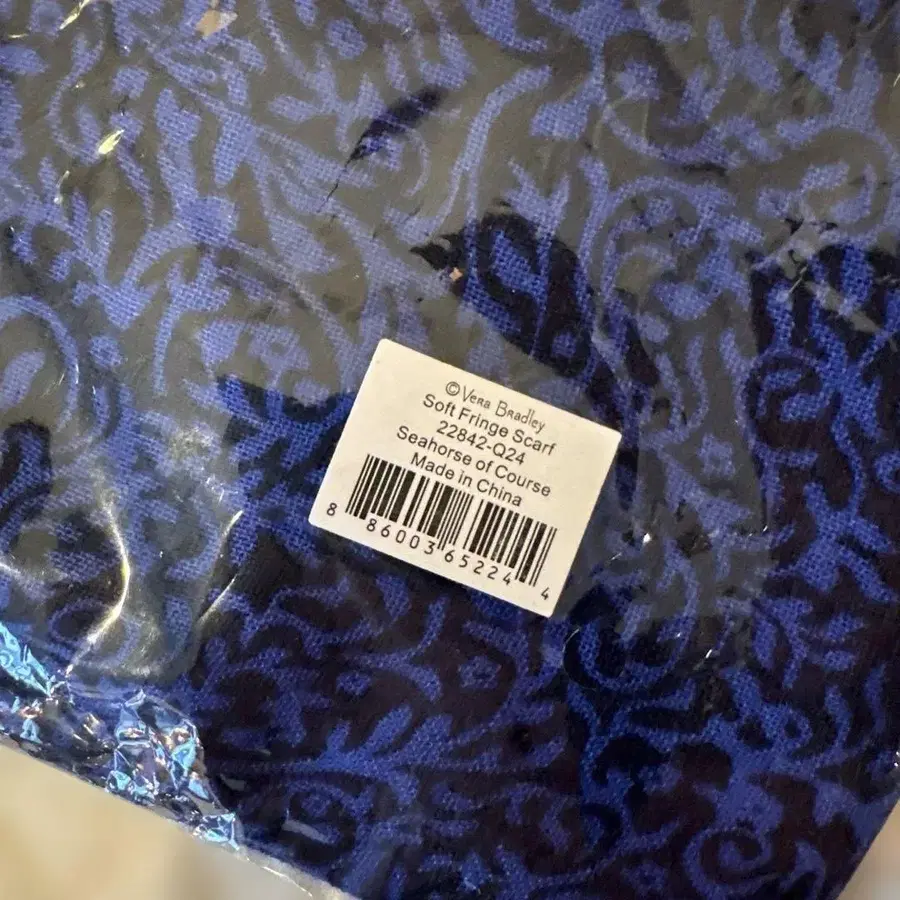 ©Vera Bradley
Soft Fringe Scarf
22842-Q24
Seahorse of Course
Made in China
8 86003 65224 4